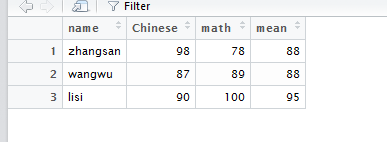 Filter
name Chinese math mean
1 zhangsan 98 78 88
2 wangwu 87 89 88
3 lisi 90 100 95